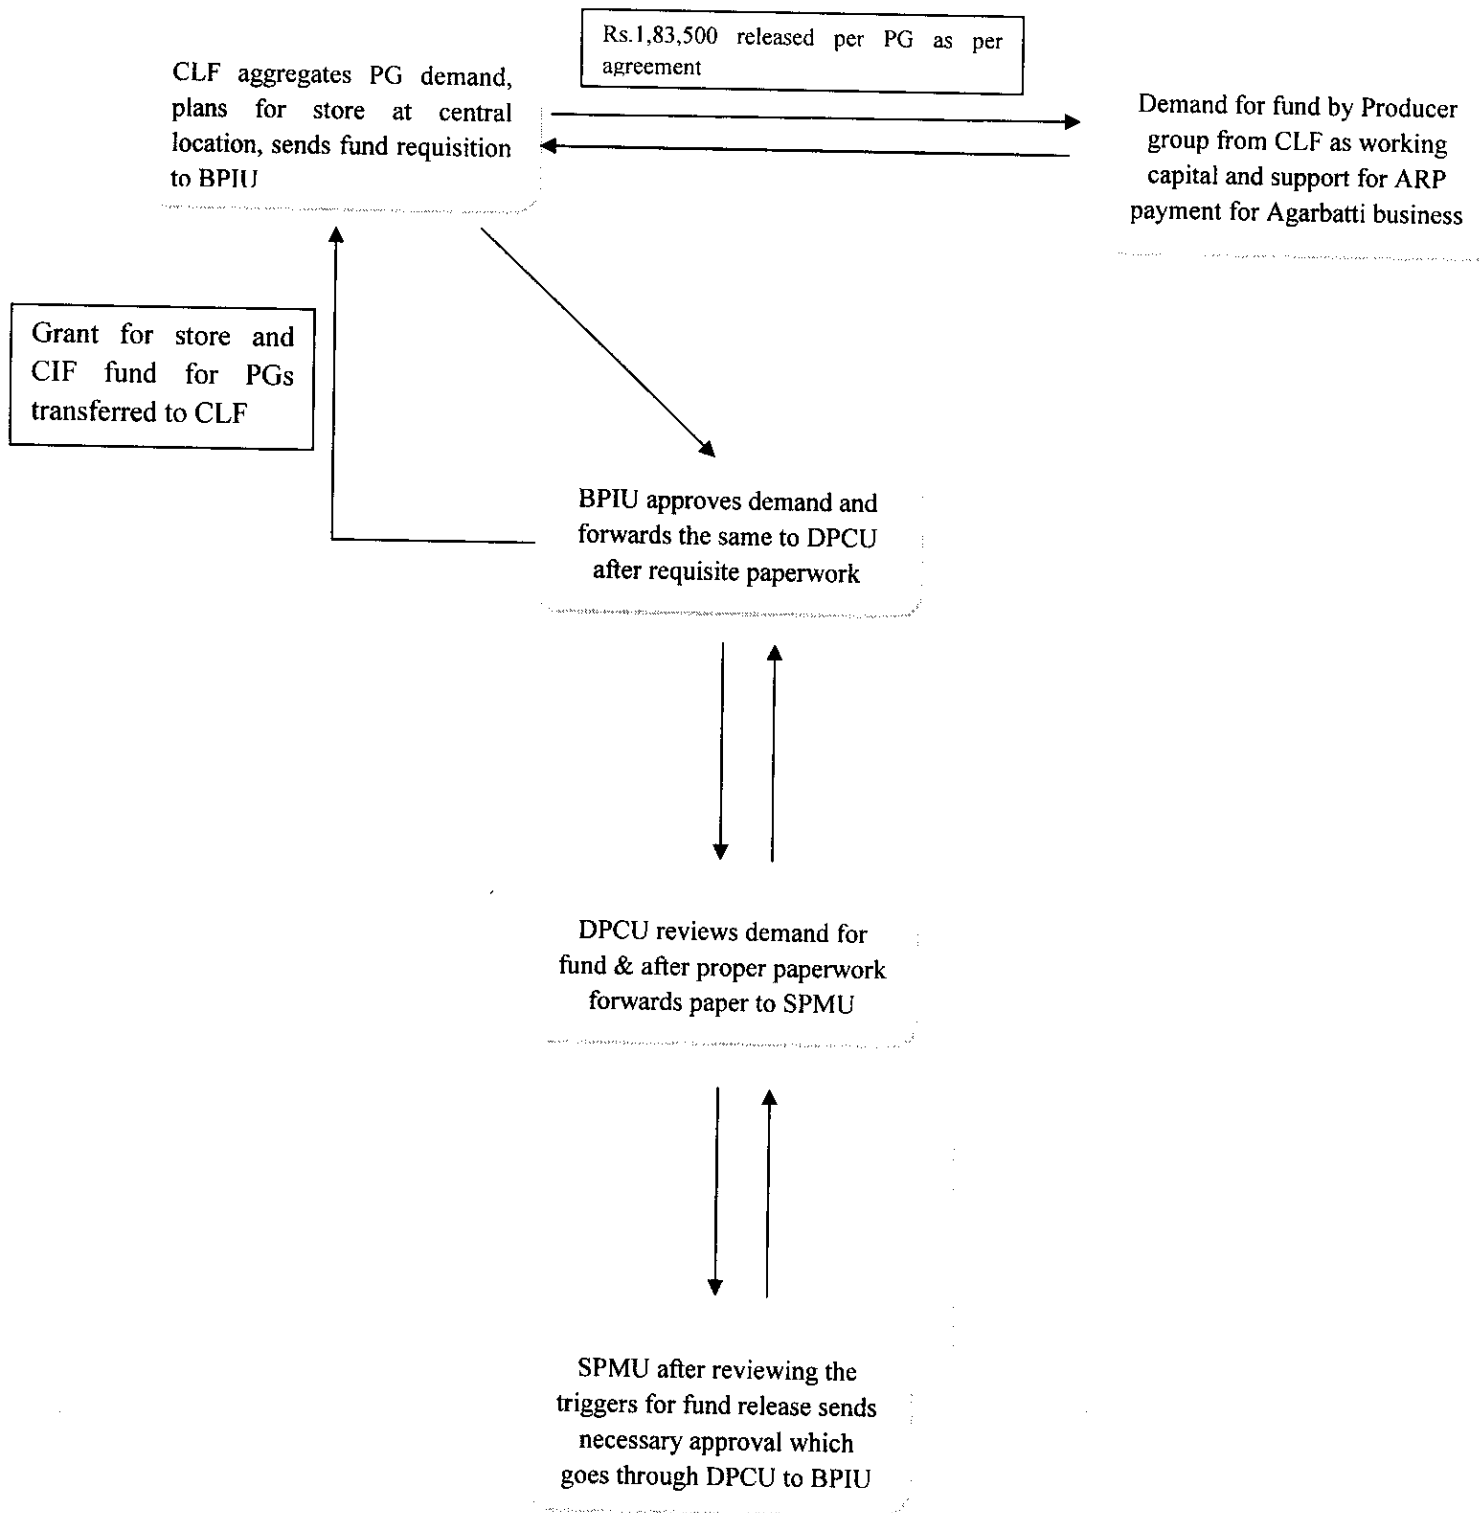 Rs.1,83,500 released per PG as per
agreement
CLF aggregates PG demand,
plans for store at central
location, sends fund requisition
to BPIU
Demand for fund by Producer
group from CLF as working
capital and support for ARP
payment for Agarbatti business
Grant for store and
CIF fund for PGs
transferred to CLF
BPIU approves demand and
forwards the same to DPCU
after requisite paperwork
DPCU reviews demand for
fund & after proper paperwork
forwards paper to SPMU
SPMU after reviewing the
triggers for fund release sends
necessary approval which
goes through DPCU to BPIU